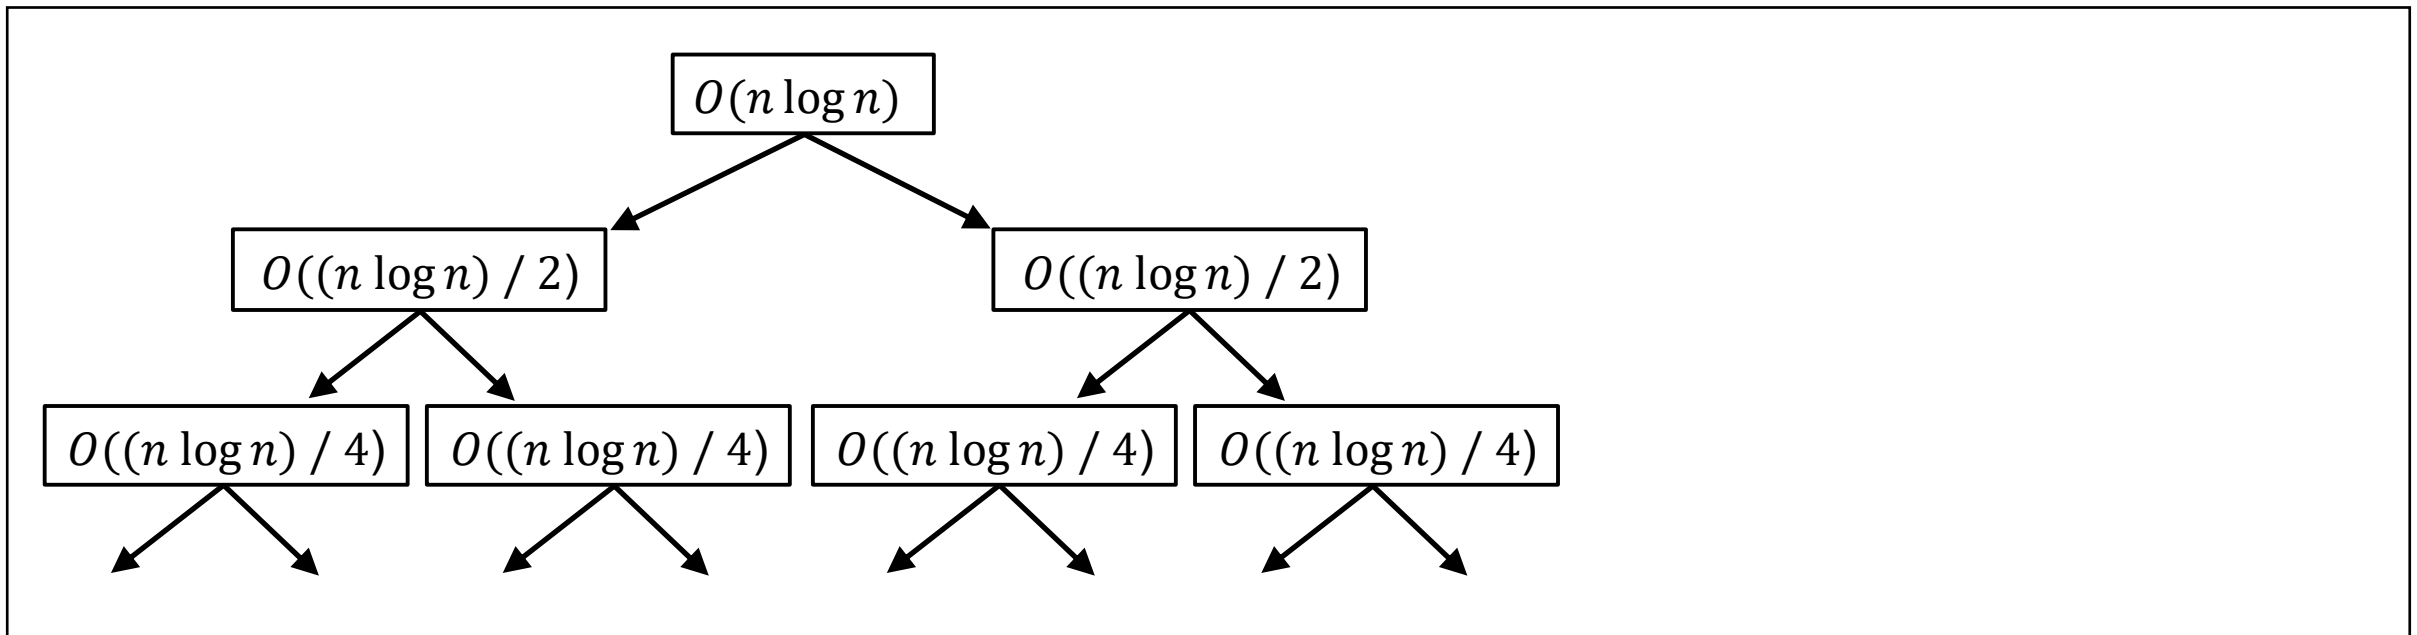 O(n log n)
O((n log n) / 2) O((n log n) / 2)
O((n log n) / 4) O((n log n) / 4) O((n log n) / 4) O((n log n) / 4)